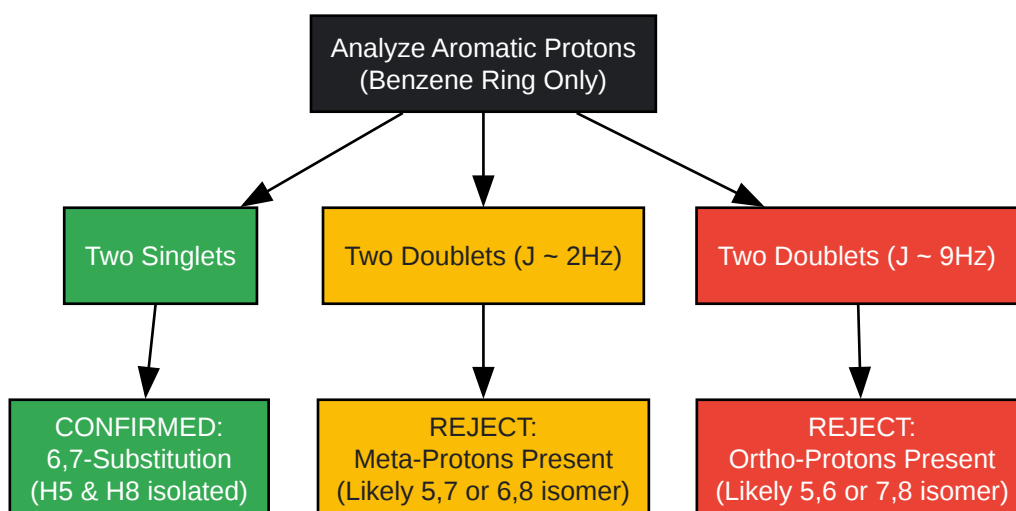 Analyze Aromatic Protons
(Benzene Ring Only)
Two Singlets
Two Doublets (J ~ 2Hz)
Two Doublets (J ~ 9Hz)
CONFIRMED:
6,7-Substitution
(H5 & H8 isolated)
REJECT:
Meta-Protons Present
(Likely 5,7 or 6,8 isomer)
REJECT:
Ortho-Protons Present
(Likely 5,6 or 7,8 isomer)